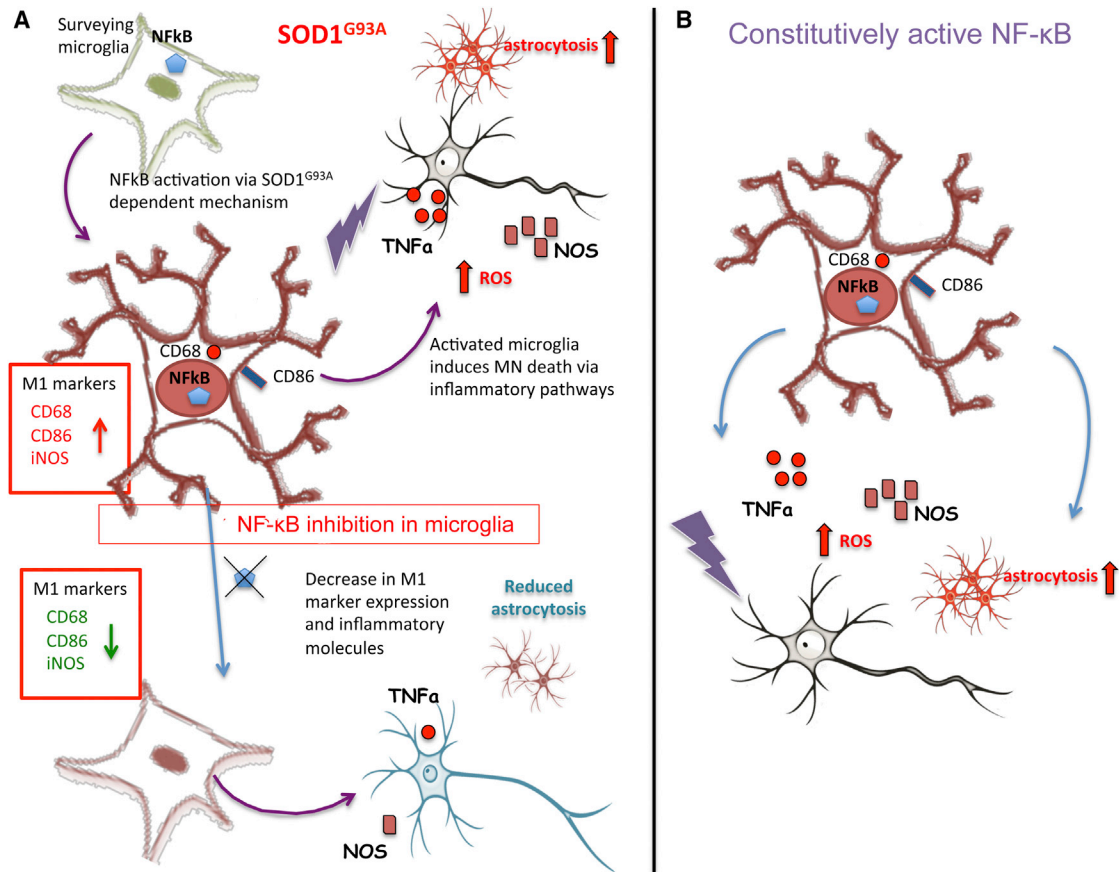 A
Surveying
microglia
NFkB
SOD1G93A
astrocytosis
NFkB activation via SOD1G93A
dependent mechanism
TNFa
NOS
ROS
CD68
NFkB
CD86
Activated microglia
induces MN death via
inflammatory pathways
M1 markers
CD68
CD86
iNOS
NF-κB inhibition in microglia
M1 markers
CD68
CD86
iNOS
Decrease in M1
marker expression
and inflammatory
molecules
Reduced
astrocytosis
TNFa
NOS
B
Constitutively active NF-κB
CD68
NFkB
CD86
TNFa
NOS
ROS
astrocytosis